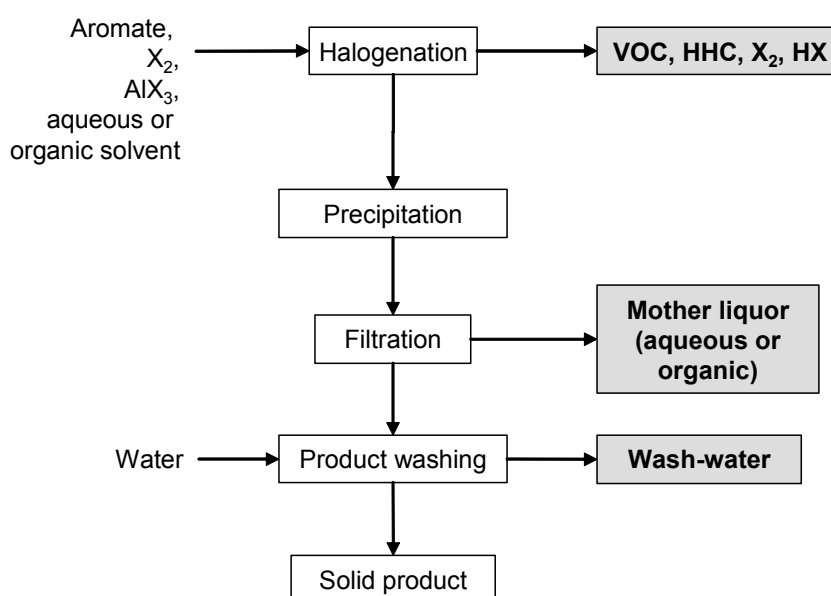 Aromate,
X₂,
AlX₃,
aqueous or
organic solvent
Halogenation
VOC, HHC, X₂, HX
Precipitation
Filtration
Mother liquor
(aqueous or
organic)
Water
Product washing
Wash-water
Solid product